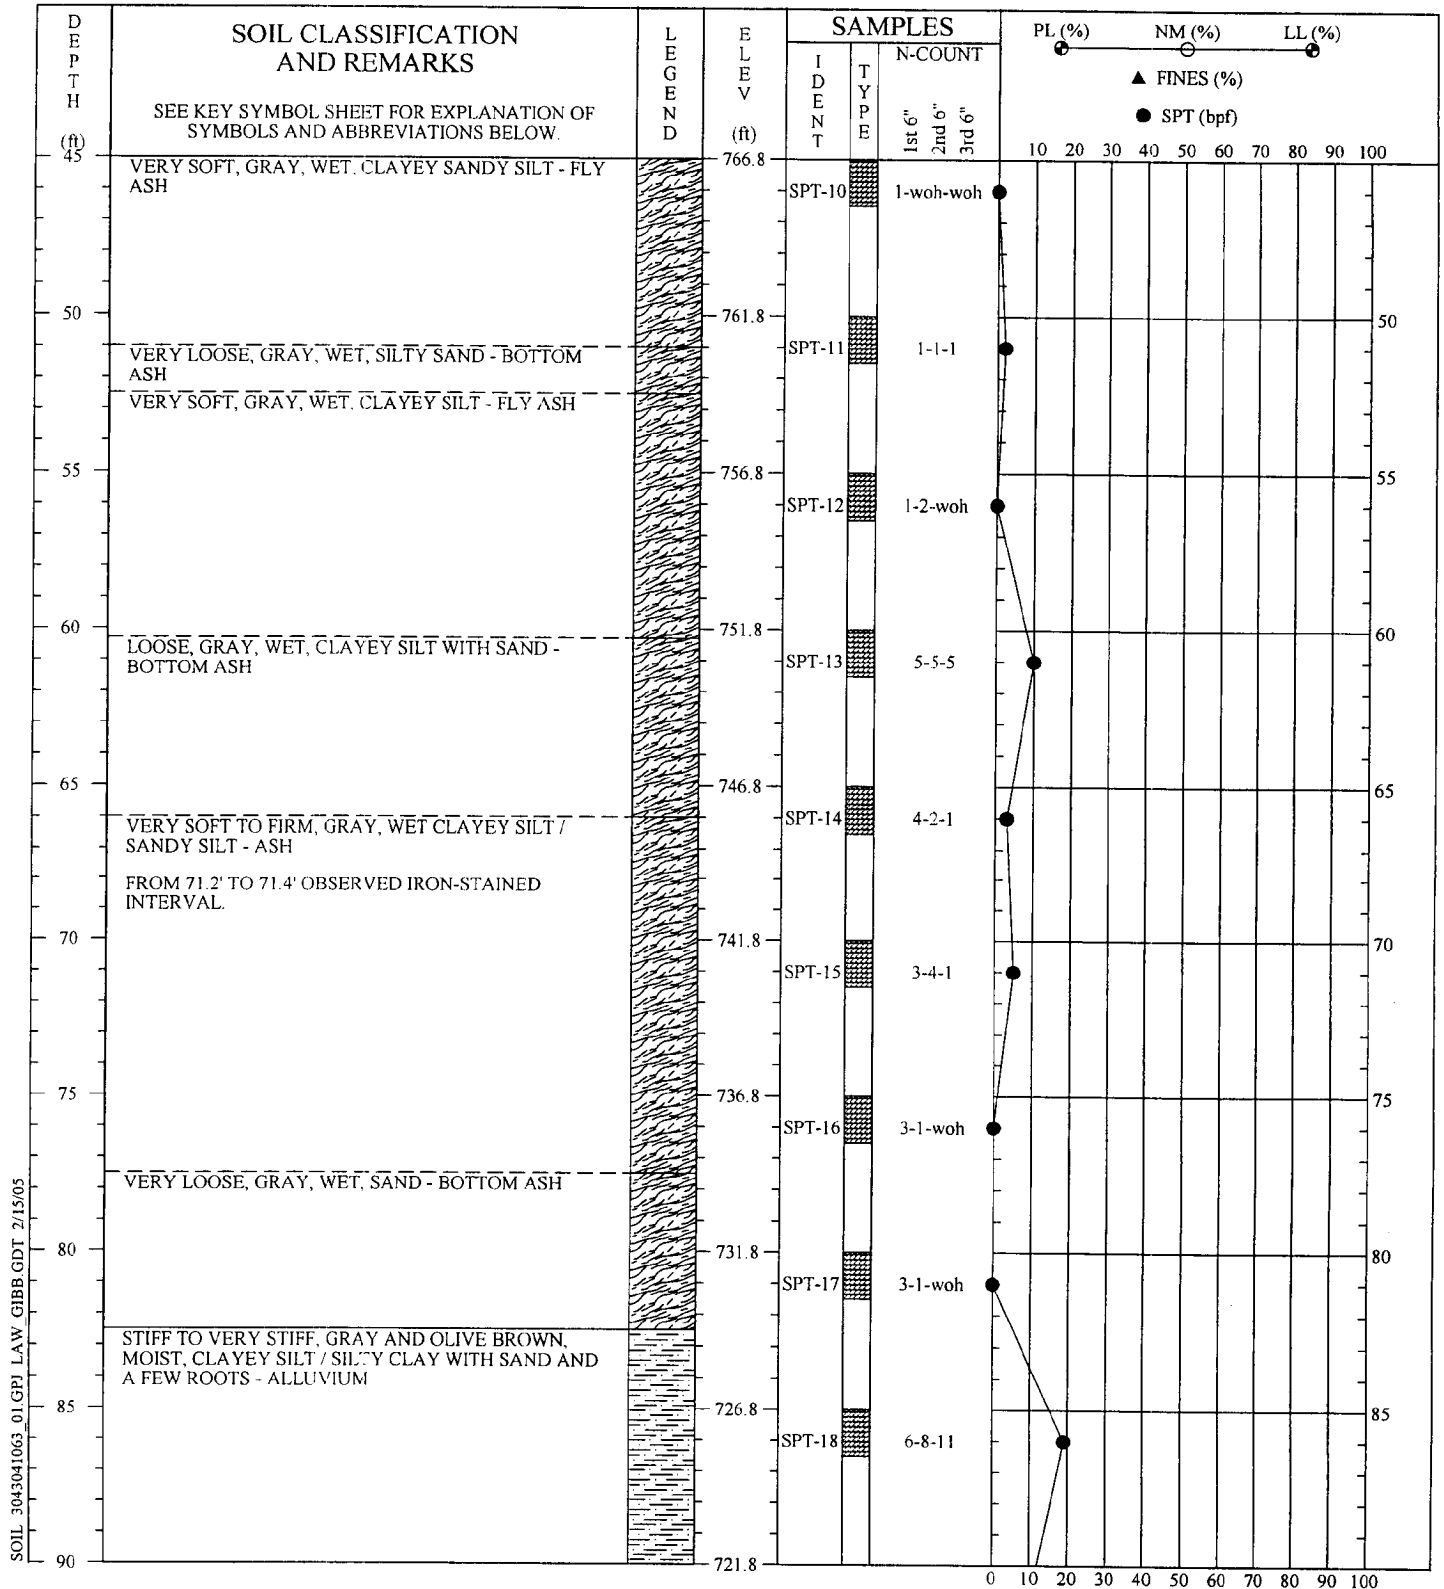 DEPTH
(ft)
SOIL CLASSIFICATION
AND REMARKS
SEE KEY SYMBOL SHEET FOR EXPLANATION OF
SYMBOLS AND ABBREVIATIONS BELOW.
LEGEND
ELEV
(ft)
SAMPLES
IDENT
TYPE
N-COUNT
1st 6"
2nd 6"
3rd 6"
PL (%) NM (%) LL (%)
▲ FINES (%)
● SPT (bpf)
10 20 30 40 50 60 70 80 90 100
45
VERY SOFT, GRAY, WET, CLAYEY SANDY SILT - FLY
ASH
766.8
SPT-10 1-woh-woh
50
761.8
50
VERY LOOSE, GRAY, WET, SILTY SAND - BOTTOM
ASH
SPT-11 1-1-1
VERY SOFT, GRAY, WET, CLAYEY SILT - FLY ASH
55
756.8
55
SPT-12 1-2-woh
60
751.8
60
LOOSE, GRAY, WET, CLAYEY SILT WITH SAND -
BOTTOM ASH
SPT-13 5-5-5
65
746.8
65
VERY SOFT TO FIRM, GRAY, WET CLAYEY SILT /
SANDY SILT - ASH
SPT-14 4-2-1
FROM 71.2' TO 71.4' OBSERVED IRON-STAINED
INTERVAL.
70
741.8
70
SPT-15 3-4-1
75
736.8
75
SPT-16 3-1-woh
VERY LOOSE, GRAY, WET, SAND - BOTTOM ASH
80
731.8
80
SPT-17 3-1-woh
STIFF TO VERY STIFF, GRAY AND OLIVE BROWN,
MOIST, CLAYEY SILT / SILTY CLAY WITH SAND AND
A FEW ROOTS - ALLUVIUM
85
726.8
85
SPT-18 6-8-11
90
721.8
0 10 20 30 40 50 60 70 80 90 100
SOIL 3043041063_01.GPJ LAW_GIBB.GDT 2/15/05